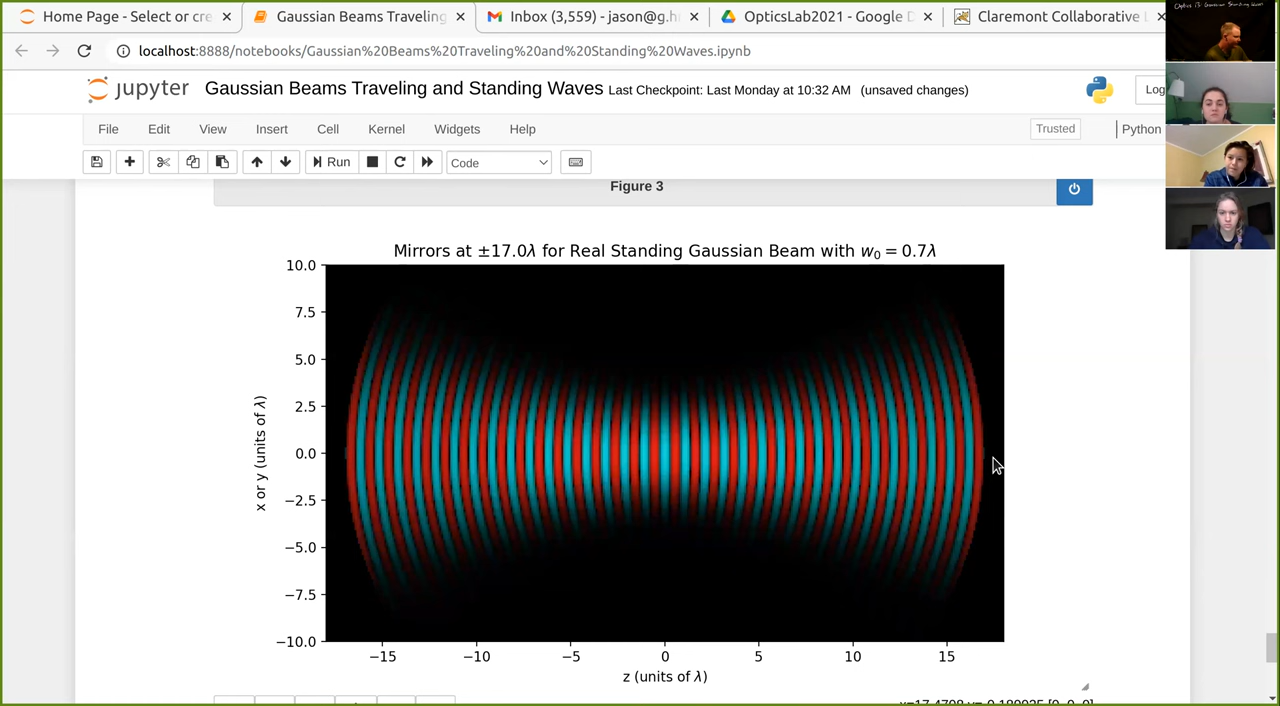 Home Page - Select or cre
Gaussian Beams Traveling
Inbox (3,559) - jason@g.h
OpticsLab2021 - Google D
Claremont Collaborative L
Optics 13: Gaussian Standing Waves
localhost:8888/notebooks/Gaussian%20Beams%20Traveling%20and%20Standing%20Waves.ipynb
jupyter Gaussian Beams Traveling and Standing Waves Last Checkpoint: Last Monday at 10:32 AM (unsaved changes)
Log
File Edit View Insert Cell Kernel Widgets Help
Trusted
Python
Run
Code
Figure 3
Mirrors at ±17.0λ for Real Standing Gaussian Beam with w₀ = 0.7λ
10.0
7.5
5.0
2.5
0.0
−2.5
−5.0
−7.5
−10.0
x or y (units of λ)
−15 −10 −5 0 5 10 15
z (units of λ)